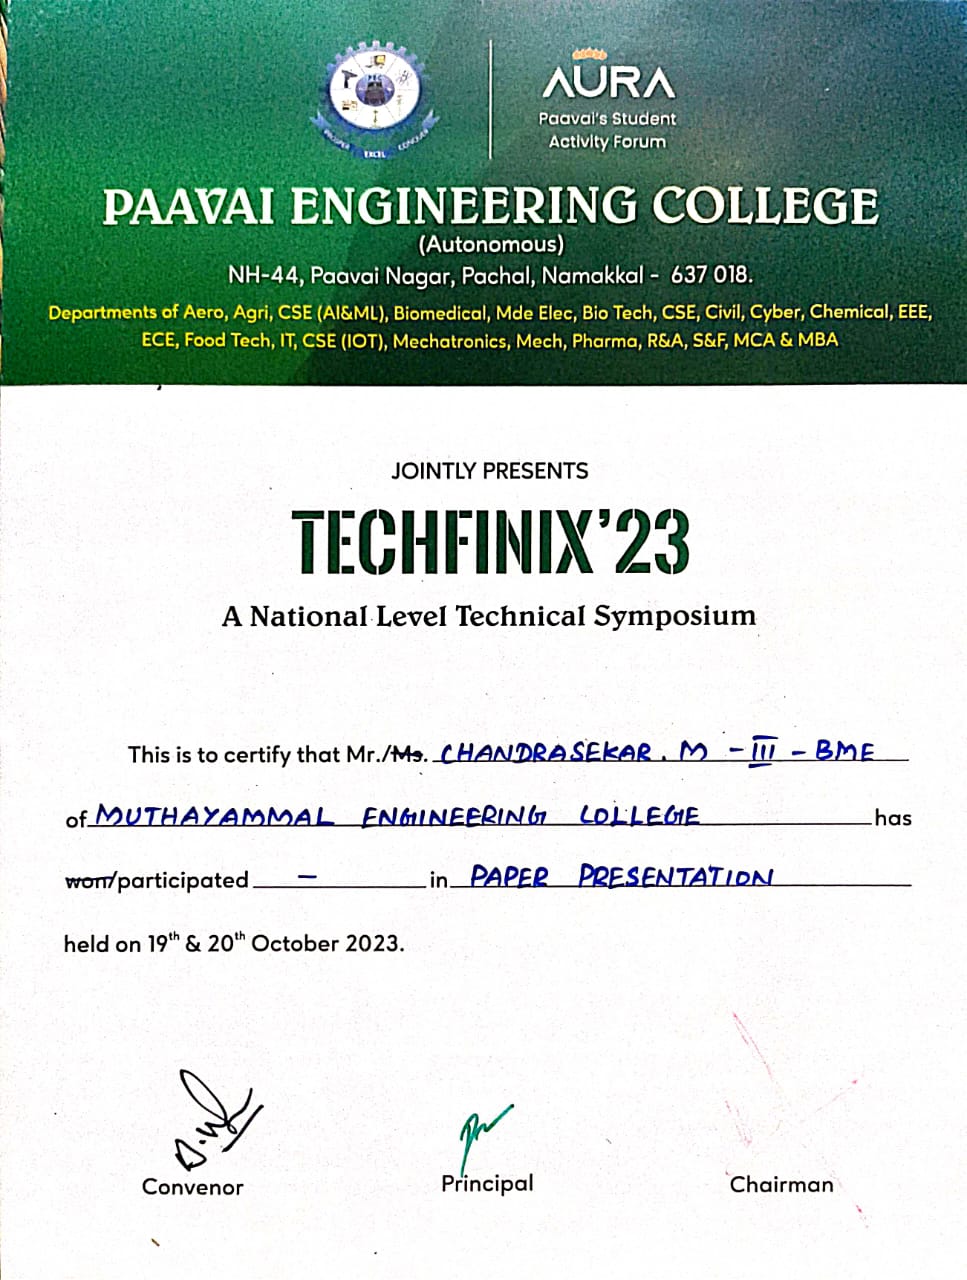 PEC
PROSPER EXCEL CONQUER
AURA
Paavai's Student
Activity Forum
PAAVAI ENGINEERING COLLEGE
(Autonomous)
NH-44, Paavai Nagar, Pachal, Namakkal - 637 018.
Departments of Aero, Agri, CSE (AI&ML), Biomedical, Mde Elec, Bio Tech, CSE, Civil, Cyber, Chemical, EEE,
ECE, Food Tech, IT, CSE (IOT), Mechatronics, Mech, Pharma, R&A, S&F, MCA & MBA
JOINTLY PRESENTS
TECHFINIX'23
A National Level Technical Symposium
This is to certify that Mr./Ms. CHANDRASEKAR. M - III - BME
of MUTHAYAMMAL ENGINEERING COLLEGE has
won/participated - in PAPER PRESENTATION
held on 19th & 20th October 2023.
Convenor Principal Chairman